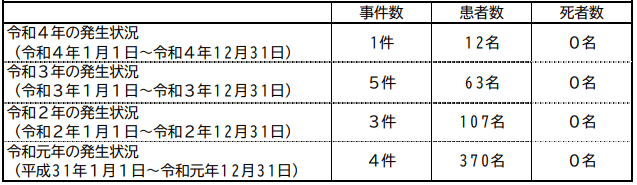 事件数 患者数 死者数
令和４年の発生状況
（令和４年１月１日～令和４年12月31日） 1件 12名 ０名
令和３年の発生状況
（令和３年１月１日～令和３年12月31日） ５件 63名 ０名
令和２年の発生状況
（令和２年１月１日～令和２年12月31日） ３件 107名 ０名
令和元年の発生状況
（平成31年１月１日～令和元年12月31日） ４件 370名 ０名